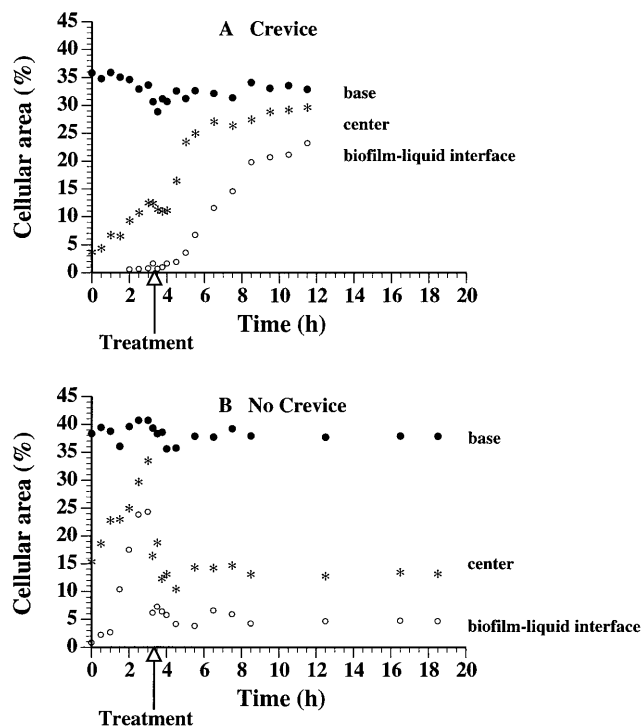 A Crevice
Cellular area (%)
45
40
35
30
25
20
15
10
5
0
base
center
biofilm-liquid interface
0 2 4 6 8 10 12 14 16 18 20
Time (h)
Treatment
B No Crevice
Cellular area (%)
45
40
35
30
25
20
15
10
5
0
base
center
biofilm-liquid interface
0 2 4 6 8 10 12 14 16 18 20
Time (h)
Treatment